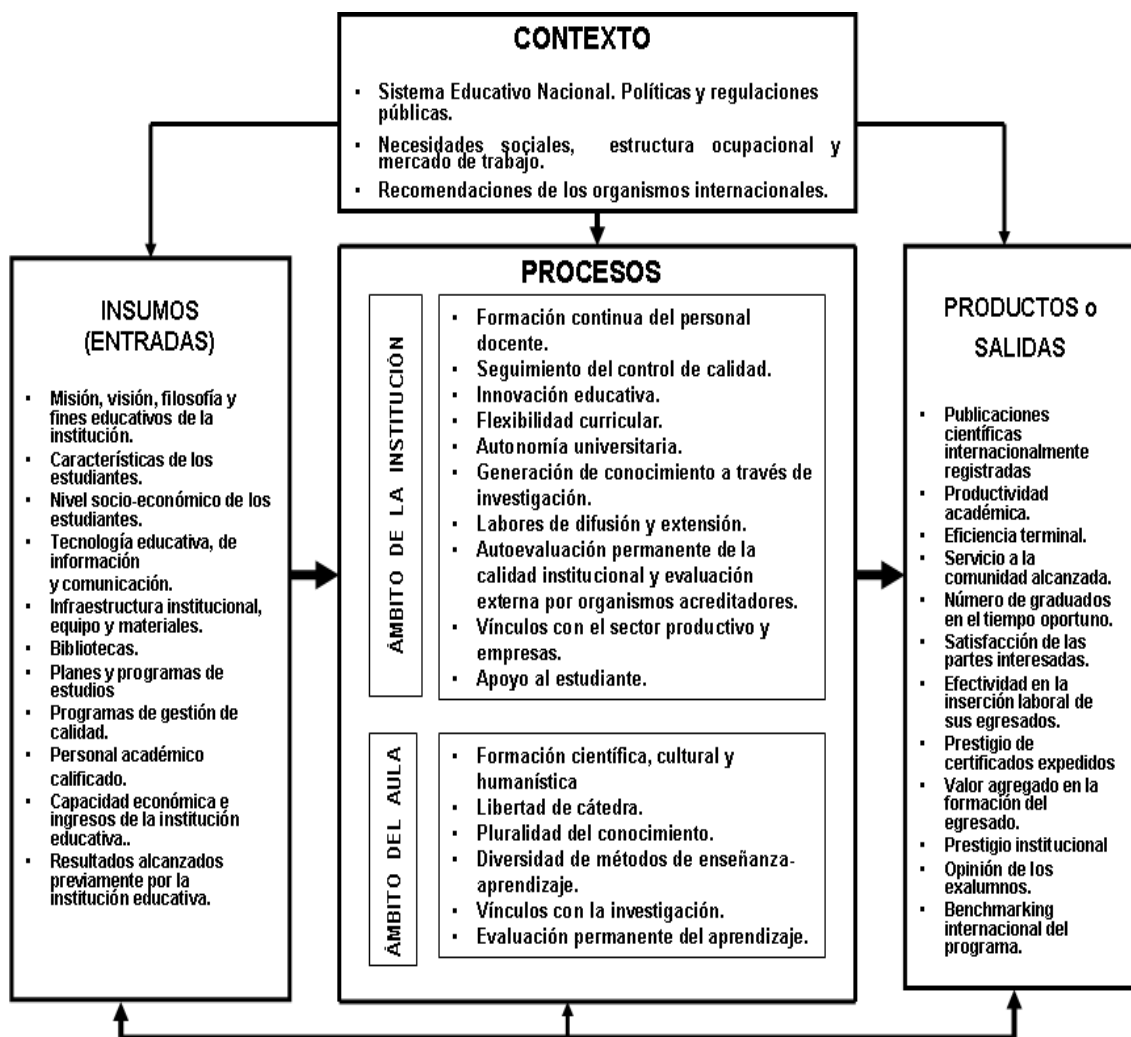 CONTEXTO
▪ Sistema Educativo Nacional. Políticas y regulaciones
públicas.
▪ Necesidades sociales, estructura ocupacional y
mercado de trabajo.
▪ Recomendaciones de los organismos internacionales.
INSUMOS
(ENTRADAS)
▪ Misión, visión, filosofía y
fines educativos de la
institución.
▪ Características de los
estudiantes.
▪ Nivel socio-económico de los
estudiantes.
▪ Tecnología educativa, de
información
y comunicación.
▪ Infraestructura institucional,
equipo y materiales.
▪ Bibliotecas.
▪ Planes y programas de
estudios
▪ Programas de gestión de
calidad.
▪ Personal académico
calificado.
▪ Capacidad económica e
ingresos de la institución
educativa..
▪ Resultados alcanzados
previamente por la
institución educativa.
PROCESOS
ÁMBITO DE LA INSTITUCIÓN
▪ Formación continua del personal
docente.
▪ Seguimiento del control de calidad.
▪ Innovación educativa.
▪ Flexibilidad curricular.
▪ Autonomía universitaria.
▪ Generación de conocimiento a través de
investigación.
▪ Labores de difusión y extensión.
▪ Autoevaluación permanente de la
calidad institucional y evaluación
externa por organismos acreditadores.
▪ Vínculos con el sector productivo y
empresas.
▪ Apoyo al estudiante.
ÁMBITO DEL AULA
▪ Formación científica, cultural y
humanística
▪ Libertad de cátedra.
▪ Pluralidad del conocimiento.
▪ Diversidad de métodos de enseñanza-
aprendizaje.
▪ Vínculos con la investigación.
▪ Evaluación permanente del aprendizaje.
PRODUCTOS o
SALIDAS
▪ Publicaciones
científicas
internacionalmente
registradas
▪ Productividad
académica.
▪ Eficiencia terminal.
▪ Servicio a la
comunidad alcanzada.
▪ Número de graduados
en el tiempo oportuno.
▪ Satisfacción de las
partes interesadas.
▪ Efectividad en la
inserción laboral de
sus egresados.
▪ Prestigio de
certificados expedidos
▪ Valor agregado en la
formación del
egresado.
▪ Prestigio institucional
▪ Opinión de los
exalumnos.
▪ Benchmarking
internacional del
programa.